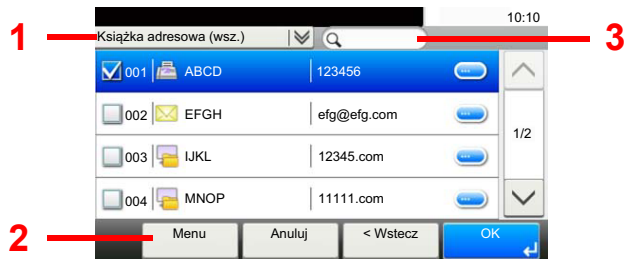 10:10
1 Książka adresowa (wsz.) 3
001 ABCD 123456
002 EFGH efg@efg.com
1/2
003 IJKL 12345.com
004 MNOP 11111.com
2 Menu Anuluj < Wstecz OK